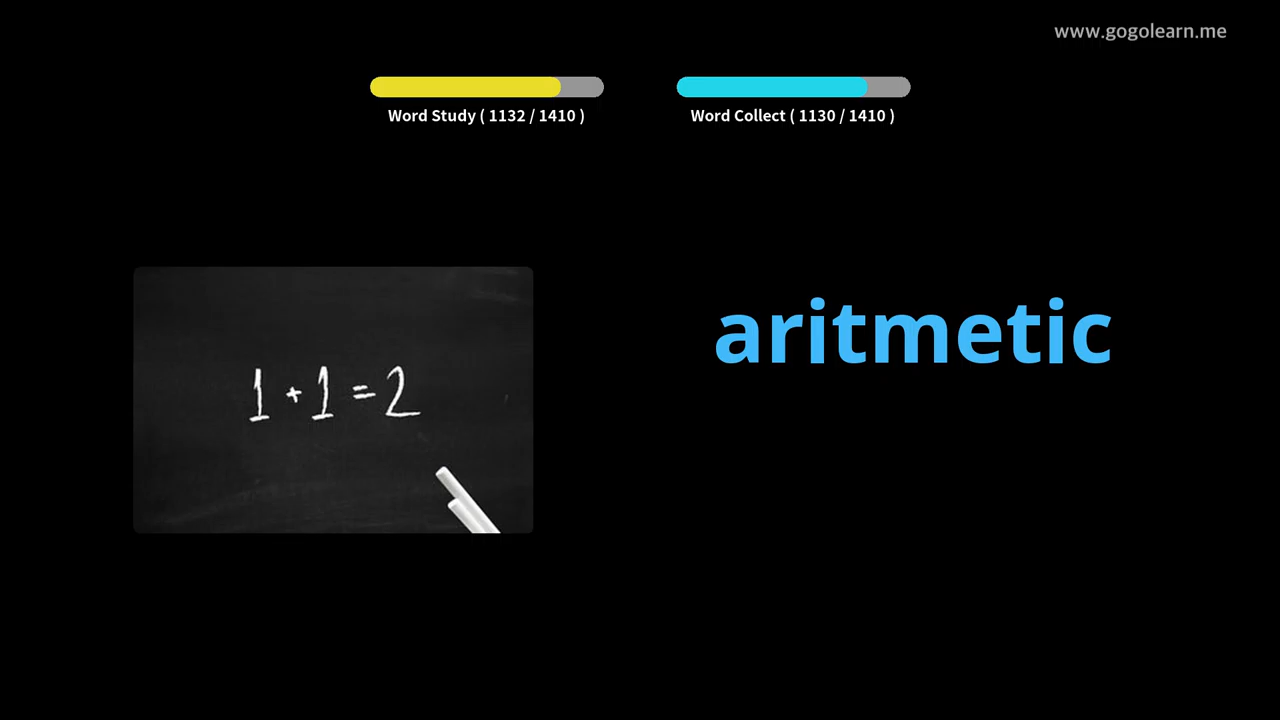 www.gogolearn.me
Word Study ( 1132 / 1410 )
Word Collect ( 1130 / 1410 )
aritmetic
1 + 1 = 2